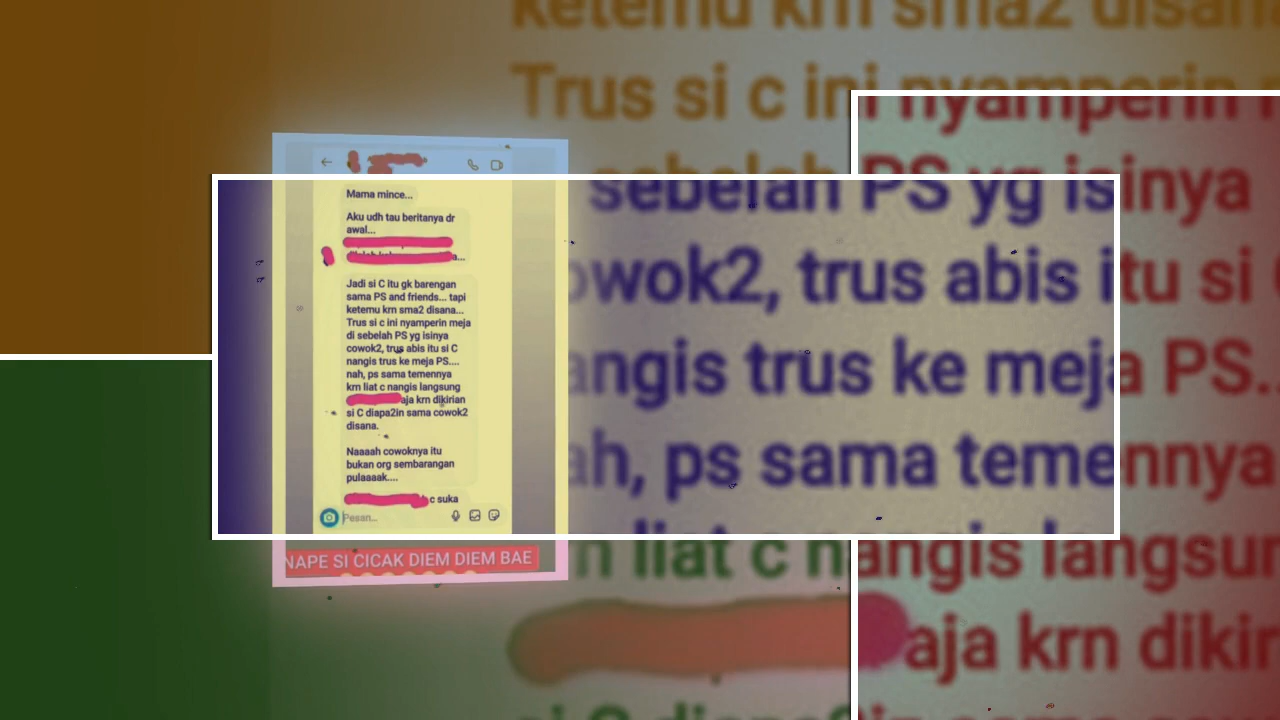 Mama mince...
Aku udh tau beritanya dr
awal...
a...
Jadi si C itu gk barengan
sama PS and friends... tapi
ketemu krn sma2 disana...
Trus si c ini nyamperin meja
di sebelah PS yg isinya
cowok2, trus abis itu si C
nangis trus ke meja PS....
nah, ps sama temennya
krn liat c nangis langsung
aja krn dikirian
si C diapa2in sama cowok2
disana.
Naaaah cowoknya itu
bukan org sembarangan
pulaaaak....
c suka
Pesan...
NAPE SI CICAK DIEM DIEM BAE
ketemu krn sma2 disan
Trus si c ini nyamperin
sebelah PS yg isinya
owok2, trus abis itu si
angis trus ke meja PS..
ah, ps sama temennya
n liat c nangis langsun
aja krn dikir